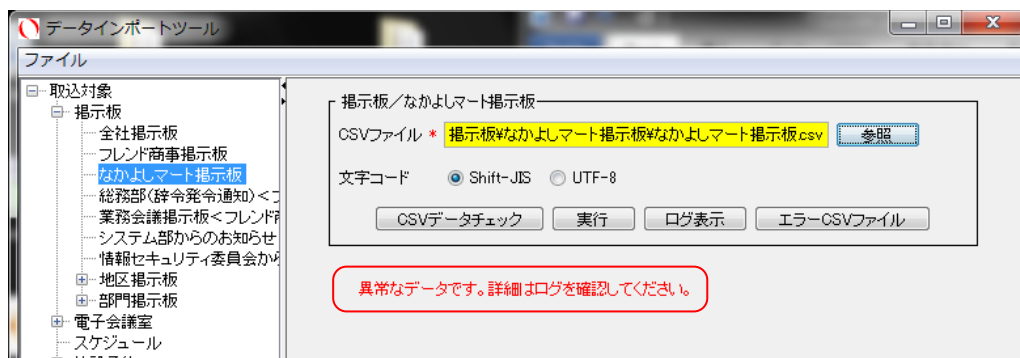 データインポートツール
ファイル
取込対象
掲示板
全社掲示板
フレンド商事掲示板
なかよしマート掲示板
総務部(辞令発令通知)<フ
業務会議掲示板<フレンド商
システム部からのお知らせ
情報セキュリティ委員会から
地区掲示板
部門掲示板
電子会議室
スケジュール
掲示板/なかよしマート掲示板
CSVファイル * 掲示板¥なかよしマート掲示板¥なかよしマート掲示板.csv 参照
文字コード Shift-JIS UTF-8
CSVデータチェック 実行 ログ表示 エラーCSVファイル
異常なデータです。詳細はログを確認してください。